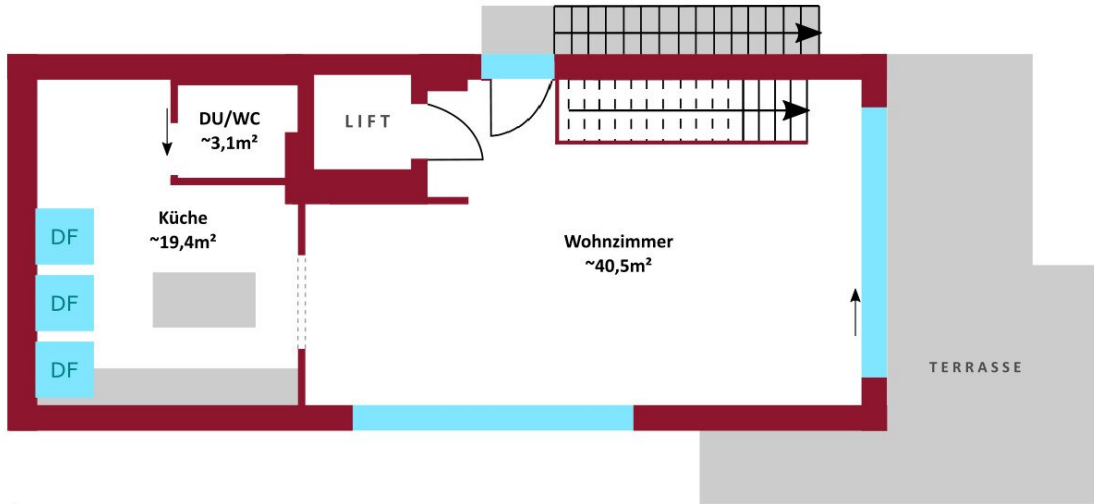 DU/WC
~3,1m²
LIFT
Küche
~19,4m²
DF
DF
DF
Wohnzimmer
~40,5m²
TERRASSE